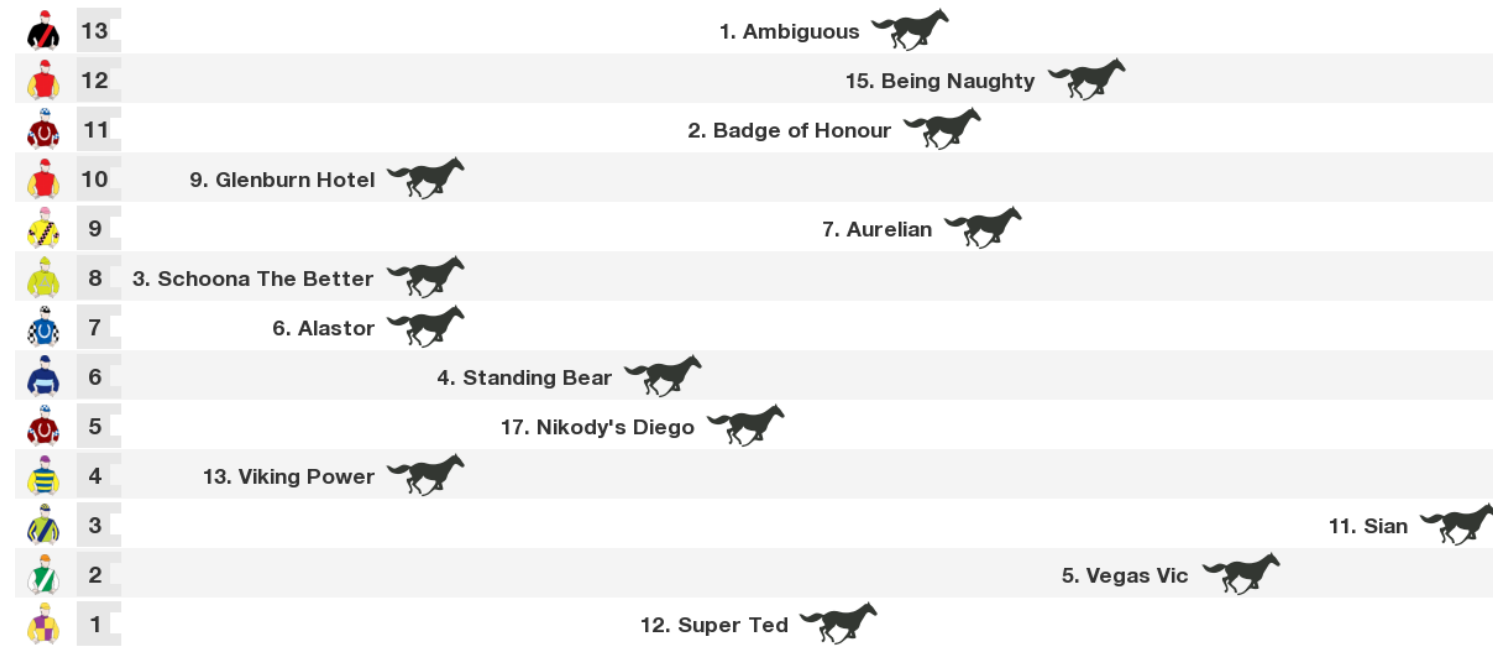 13 1. Ambiguous
12 15. Being Naughty
11 2. Badge of Honour
10 9. Glenburn Hotel
9 7. Aurelian
8 3. Schoona The Better
7 6. Alastor
6 4. Standing Bear
5 17. Nikody's Diego
4 13. Viking Power
3 11. Sian
2 5. Vegas Vic
1 12. Super Ted